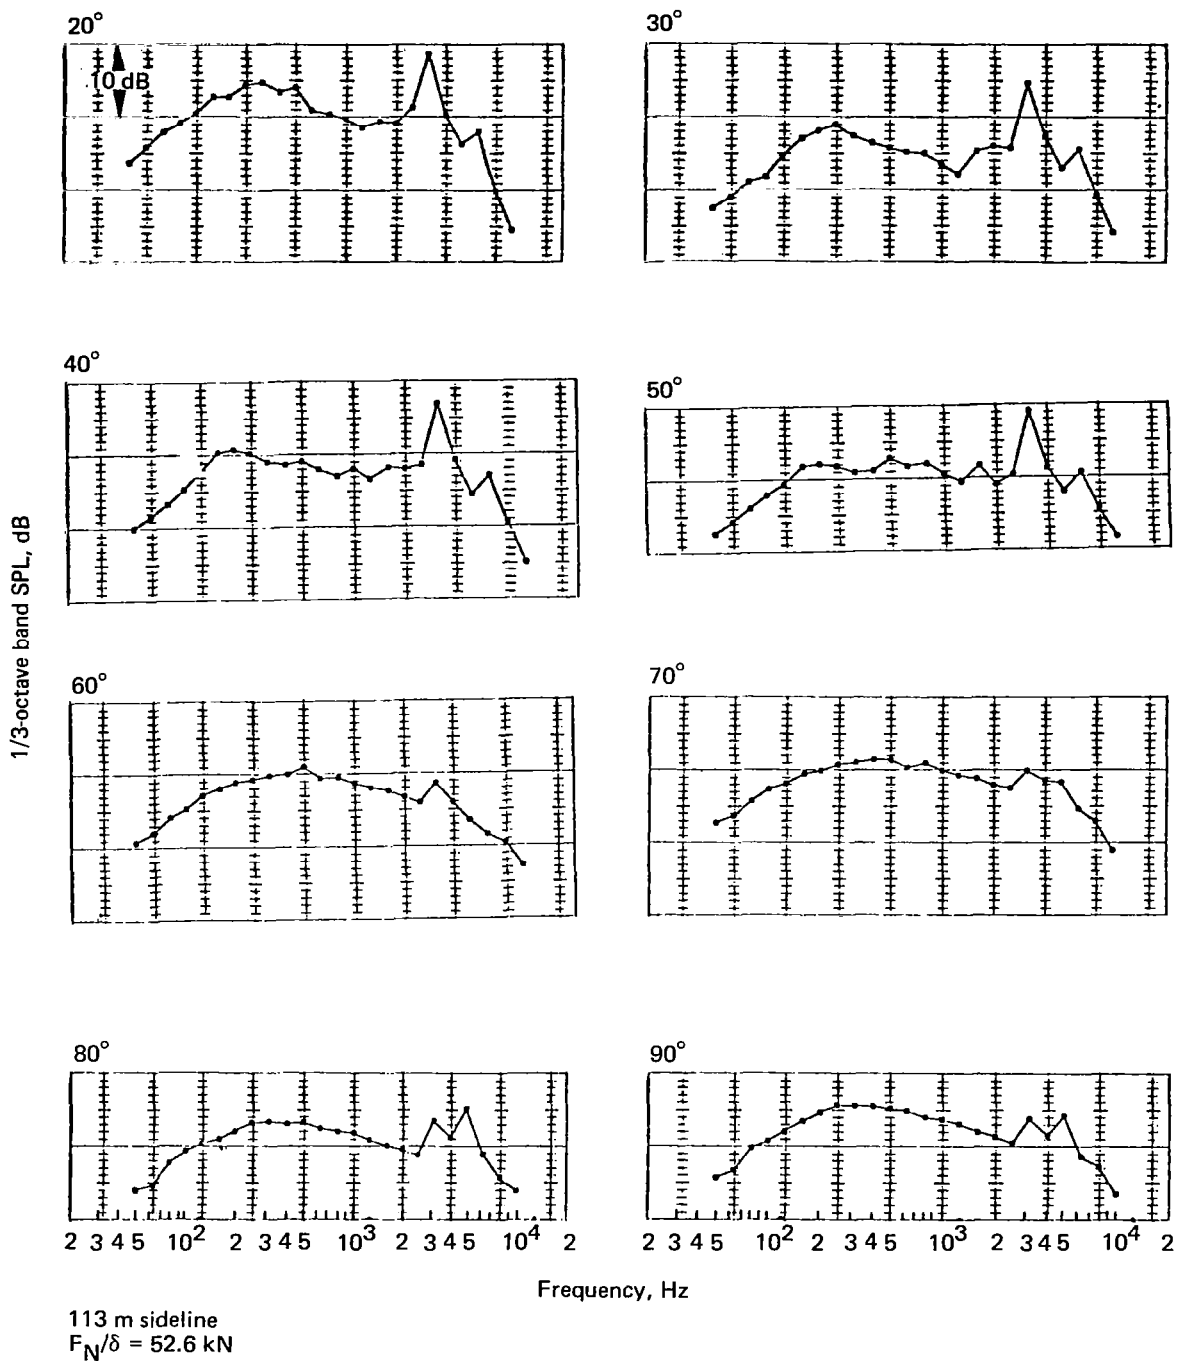 20°
30°
10 dB
40°
50°
1/3-octave band SPL, dB
60°
70°
80°
90°
2 3 4 5 10² 2 3 4 5 10³ 2 3 4 5 10⁴ 2
2 3 4 5 10² 2 3 4 5 10³ 2 3 4 5 10⁴ 2
Frequency, Hz
113 m sideline
F_N/δ = 52.6 kN